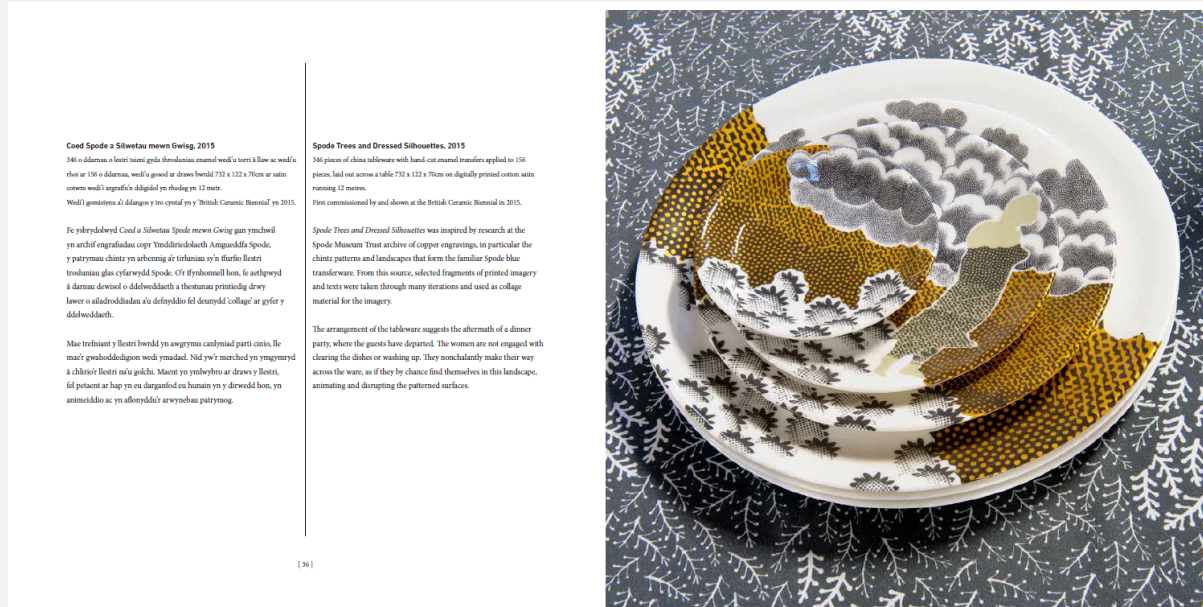 Coed Spode a Silwetau mewn Gwisg, 2015
346 o ddarnau o lestri tsieni gyda throsluniau enamel wedi'u torri â llaw ac wedi'u
rhoi ar 156 o ddarnau, wedi'u gosod ar draws bwrdd 732 x 122 x 70cm ar satin
cotwm wedi'i argraffu'n ddigidol yn rhedeg yn 12 metr.
Wedi'i gomisiynu a'i ddangos y tro cyntaf yn y 'British Ceramic Biennial' yn 2015.
Fe ysbrydolwyd Coed a Silwetau Spode mewn Gwisg gan ymchwil
yn archif engrafiadau copr Ymddiriedolaeth Amgueddfa Spode,
y patrymau chintz yn arbennig a'r tirluniau sy'n ffurfio llestri
trosluniau glas cyfarwydd Spode. O'r ffynhonnell hon, fe aethpwyd
â darnau dewisol o ddelweddaeth a thestunau printiedig drwy
lawer o ailadroddiadau a'u defnyddio fel deunydd 'collage' ar gyfer y
ddelweddaeth.
Mae trefniant y llestri bwrdd yn awgrymu canlyniad parti cinio, lle
mae'r gwahoddedigion wedi ymadael. Nid yw'r merched yn ymgymryd
â chlirio'r llestri na'u golchi. Maent yn ymlwybro ar draws y llestri,
fel petaent ar hap yn eu darganfod eu hunain yn y dirwedd hon, yn
animeiddio ac yn aflonyddu'r arwynebau patrymog.
Spode Trees and Dressed Silhouettes, 2015
346 pieces of china tableware with hand-cut enamel transfers applied to 156
pieces, laid out across a table 732 x 122 x 70cm on digitally printed cotton satin
running 12 metres.
First commissioned by and shown at the British Ceramic Biennial in 2015.
Spode Trees and Dressed Silhouettes was inspired by research at the
Spode Museum Trust archive of copper engravings, in particular the
chintz patterns and landscapes that form the familiar Spode blue
transferware. From this source, selected fragments of printed imagery
and texts were taken through many iterations and used as collage
material for the imagery.
The arrangement of the tableware suggests the aftermath of a dinner
party, where the guests have departed. The women are not engaged with
clearing the dishes or washing up. They nonchalantly make their way
across the ware, as if they by chance find themselves in this landscape,
animating and disrupting the patterned surfaces.
[ 36 ]